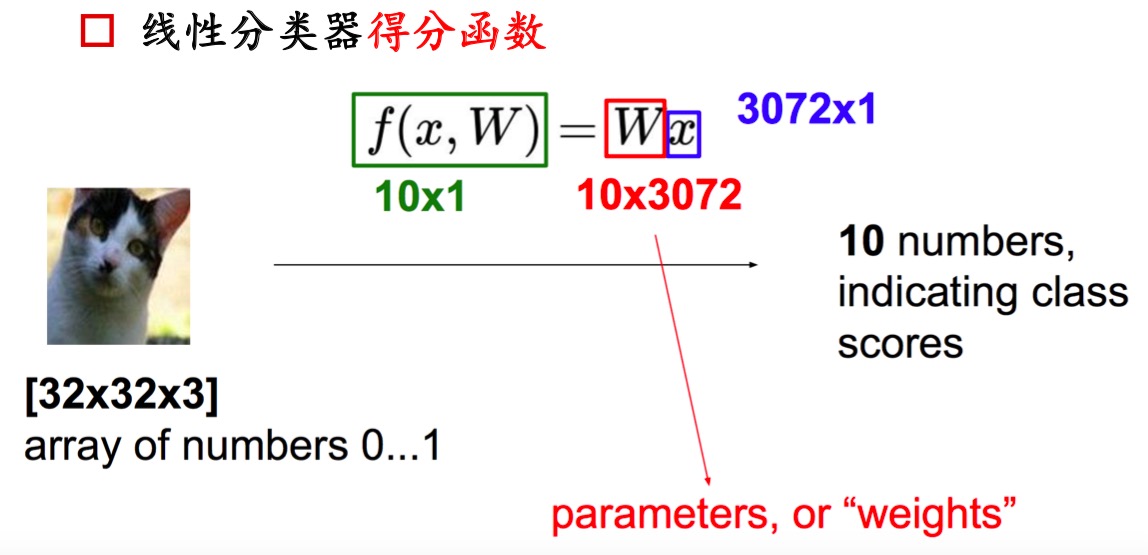 线性分类器得分函数
f(x, W) = Wx
3072x1
10x1
10x3072
10 numbers,
indicating class
scores
[32x32x3]
array of numbers 0...1
parameters, or “weights”